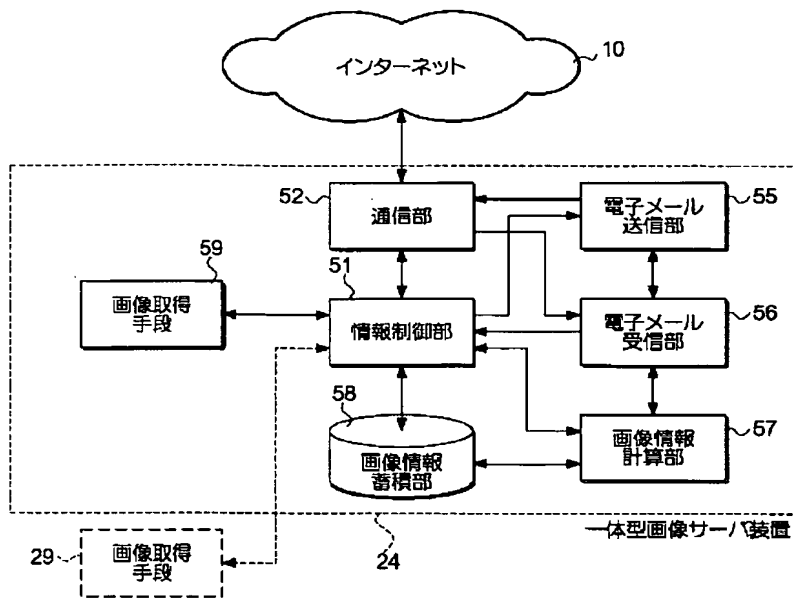 インターネット
10
52
通信部
電子メール
送信部
55
59
画像取得
手段
51
情報制御部
電子メール
受信部
56
58
画像情報
蓄積部
画像情報
計算部
57
一体型画像サーバ装置
24
29
画像取得
手段